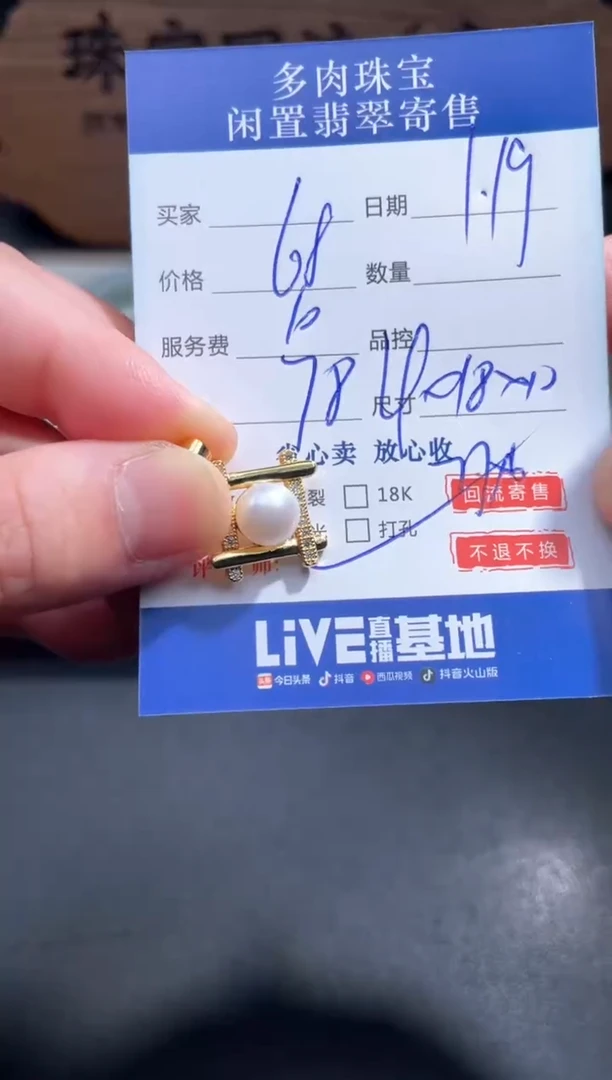 多肉珠宝
闲置翡翠寄售
买家 日期 1.19
价格 68 数量
服务费 10 品控
78 尺寸
省心卖 放心收
裂 18K 回流寄售
光 打孔 不退不换
LiVE直播基地
今日头条 抖音 西瓜视频 抖音火山版